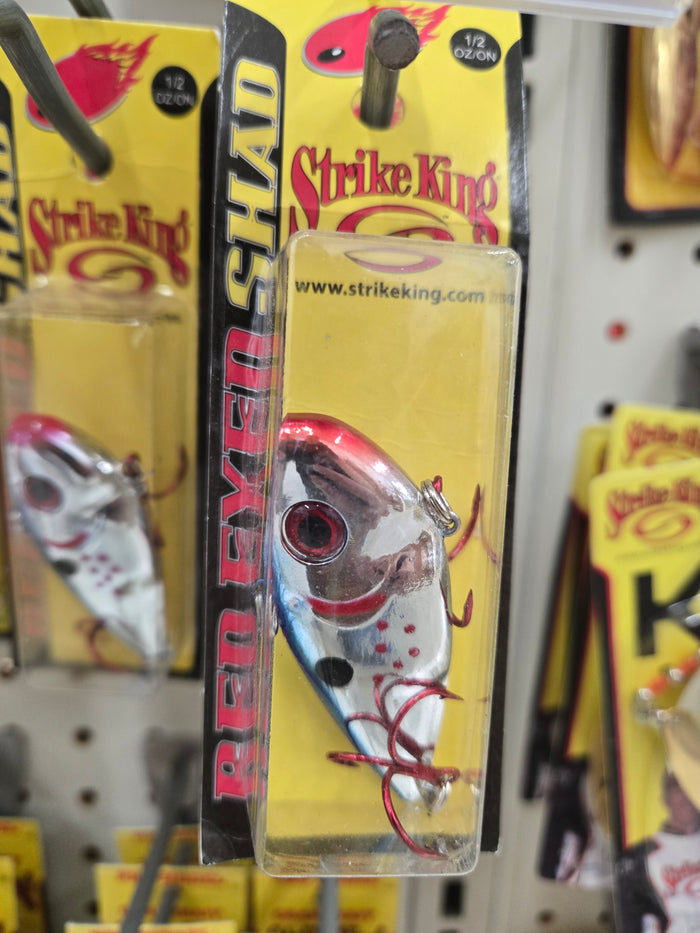 1/2
OZ/ON
Strike King
SHAD
1/2
OZ/ON
Strike King
www.strikeking.com
RED EYED SHAD
Strike King
Strike King
K